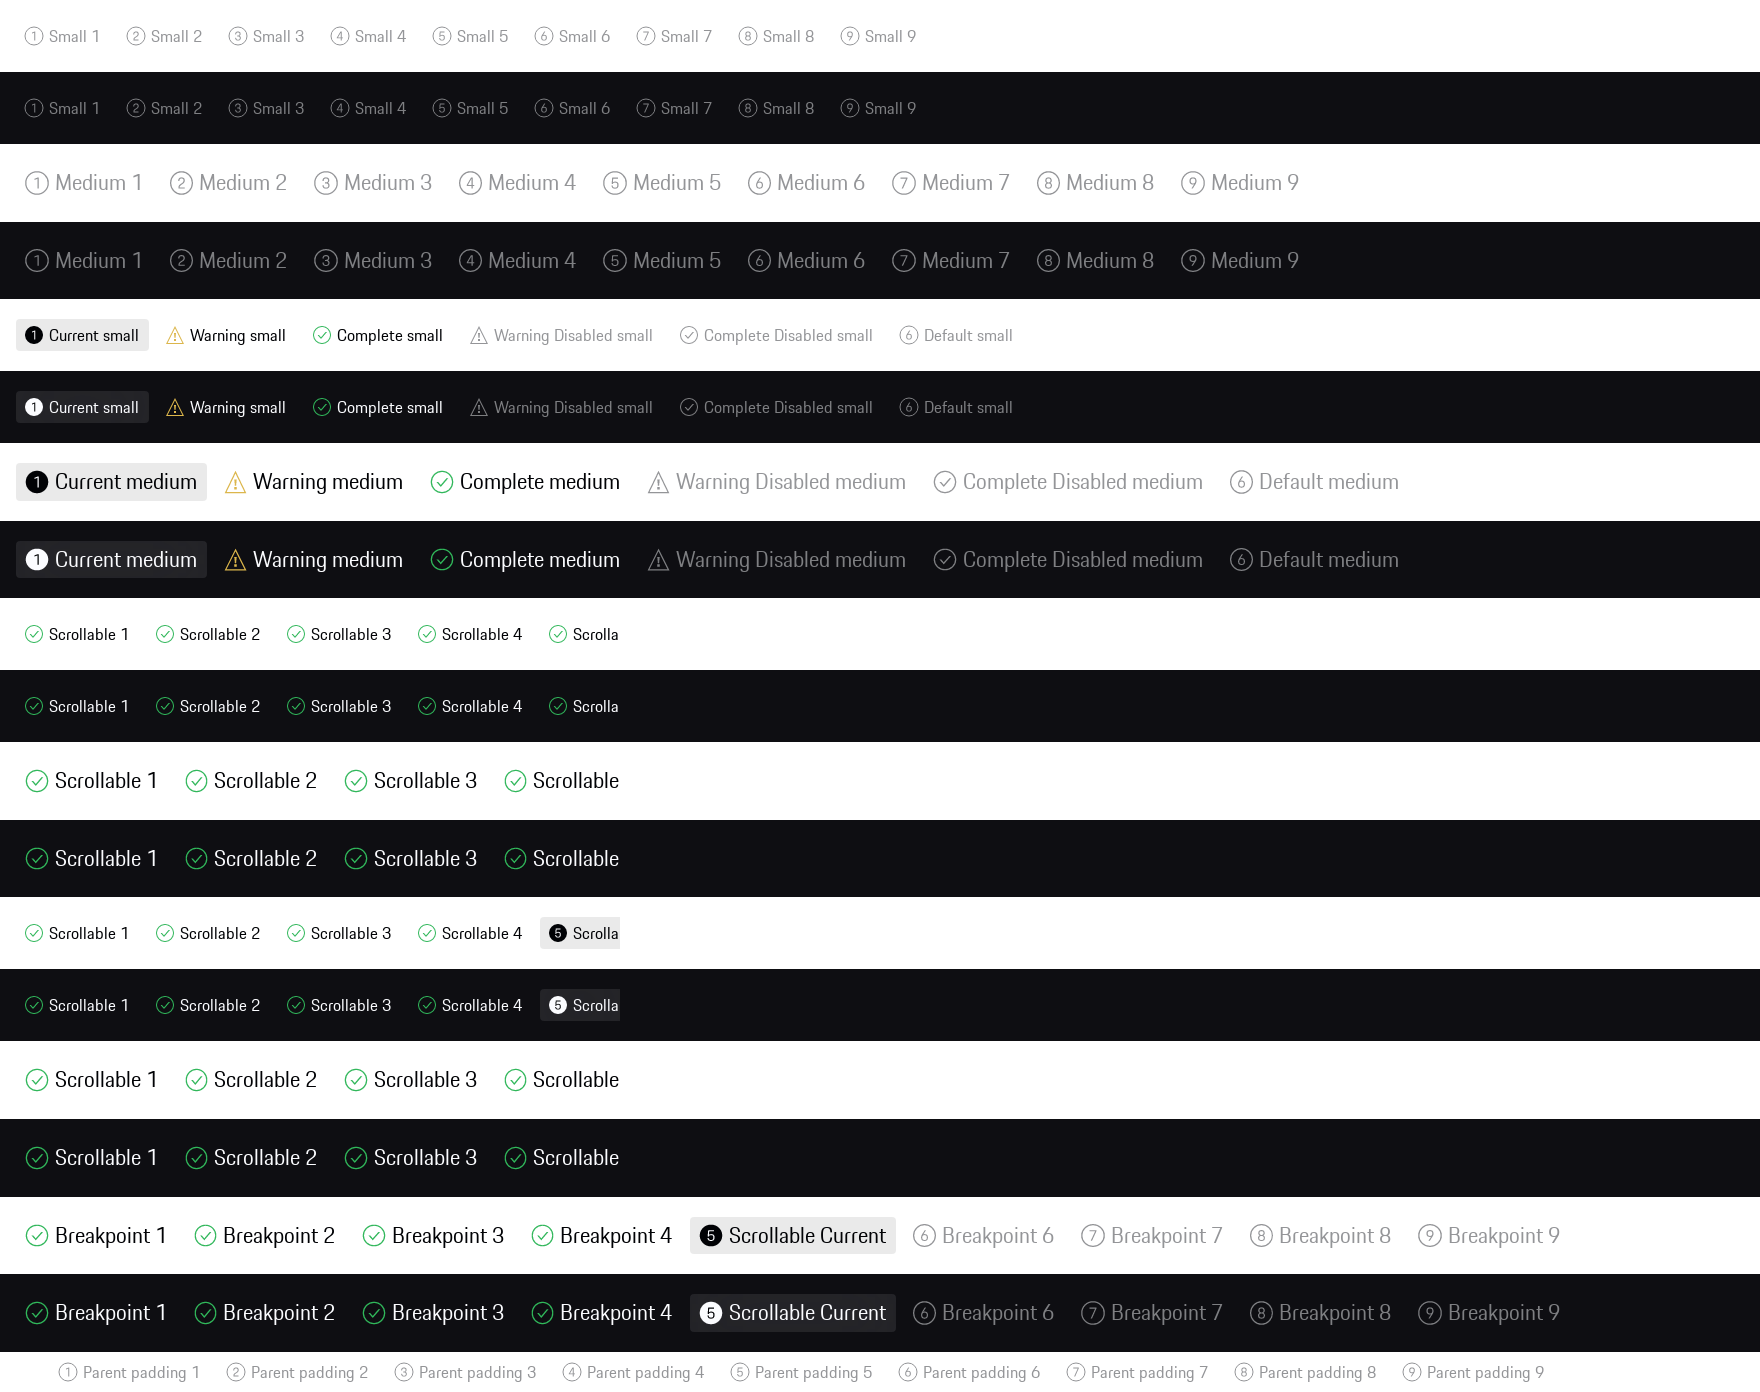 1 Small 1 2 Small 2 3 Small 3 4 Small 4 5 Small 5 6 Small 6 7 Small 7 8 Small 8 9 Small 9
1 Small 1 2 Small 2 3 Small 3 4 Small 4 5 Small 5 6 Small 6 7 Small 7 8 Small 8 9 Small 9
1 Medium 1 2 Medium 2 3 Medium 3 4 Medium 4 5 Medium 5 6 Medium 6 7 Medium 7 8 Medium 8 9 Medium 9
1 Medium 1 2 Medium 2 3 Medium 3 4 Medium 4 5 Medium 5 6 Medium 6 7 Medium 7 8 Medium 8 9 Medium 9
1 Current small Warning small Complete small Warning Disabled small Complete Disabled small 6 Default small
1 Current small Warning small Complete small Warning Disabled small Complete Disabled small 6 Default small
1 Current medium Warning medium Complete medium Warning Disabled medium Complete Disabled medium 6 Default medium
1 Current medium Warning medium Complete medium Warning Disabled medium Complete Disabled medium 6 Default medium
Scrollable 1 Scrollable 2 Scrollable 3 Scrollable 4 Scrolla
Scrollable 1 Scrollable 2 Scrollable 3 Scrollable 4 Scrolla
Scrollable 1 Scrollable 2 Scrollable 3 Scrollable
Scrollable 1 Scrollable 2 Scrollable 3 Scrollable
Scrollable 1 Scrollable 2 Scrollable 3 Scrollable 4 5 Scrolla
Scrollable 1 Scrollable 2 Scrollable 3 Scrollable 4 5 Scrolla
Scrollable 1 Scrollable 2 Scrollable 3 Scrollable
Scrollable 1 Scrollable 2 Scrollable 3 Scrollable
Breakpoint 1 Breakpoint 2 Breakpoint 3 Breakpoint 4 5 Scrollable Current 6 Breakpoint 6 7 Breakpoint 7 8 Breakpoint 8 9 Breakpoint 9
Breakpoint 1 Breakpoint 2 Breakpoint 3 Breakpoint 4 5 Scrollable Current 6 Breakpoint 6 7 Breakpoint 7 8 Breakpoint 8 9 Breakpoint 9
1 Parent padding 1 2 Parent padding 2 3 Parent padding 3 4 Parent padding 4 5 Parent padding 5 6 Parent padding 6 7 Parent padding 7 8 Parent padding 8 9 Parent padding 9